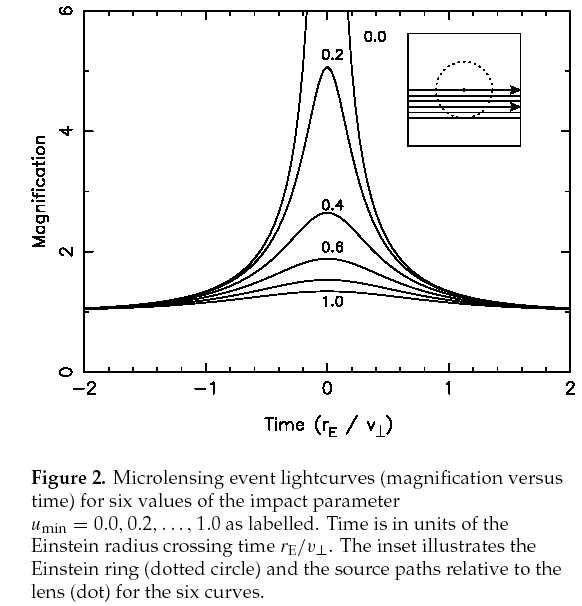 6
4
2
0
Magnification
0.0
0.2
0.4
0.6
1.0
−2
−1
0
1
2
Time (rE / v⊥)
Figure 2. Microlensing event lightcurves (magnification versus
time) for six values of the impact parameter
umin = 0.0, 0.2, . . . , 1.0 as labelled. Time is in units of the
Einstein radius crossing time rE/v⊥. The inset illustrates the
Einstein ring (dotted circle) and the source paths relative to the
lens (dot) for the six curves.